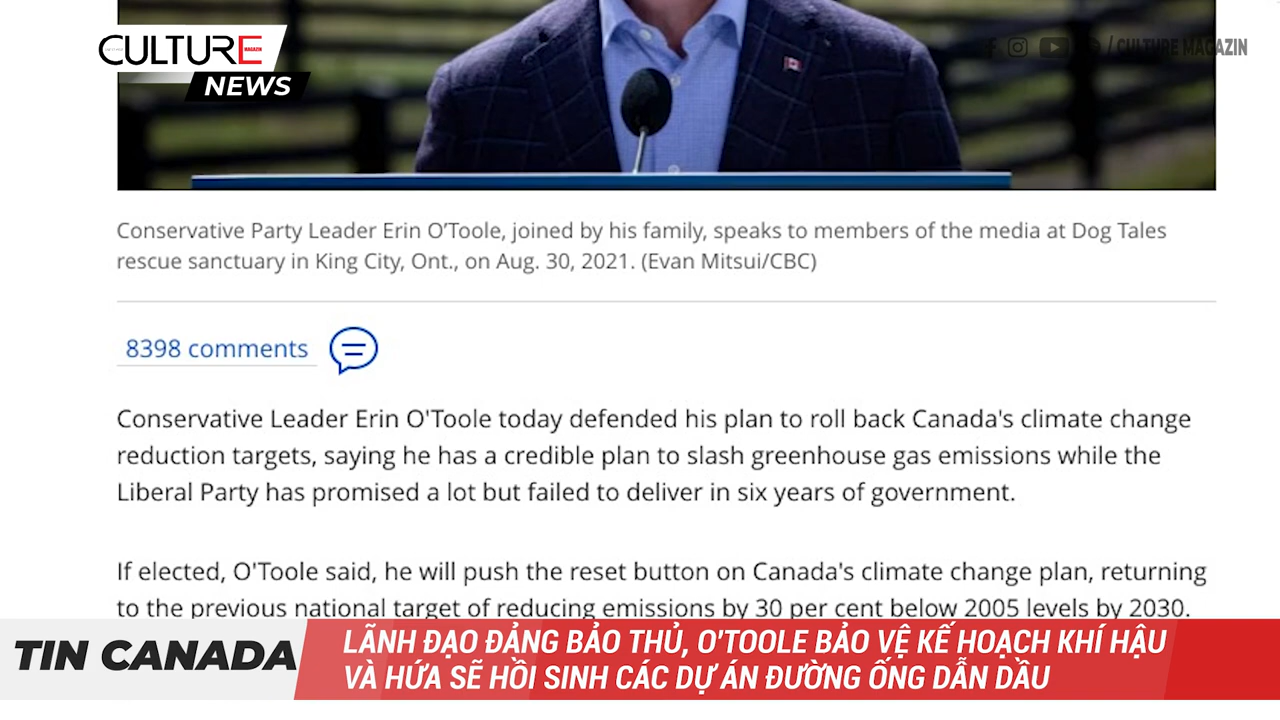 CULTURE
MAGAZIN
NEWS
/ CULTURE MAGAZIN
Conservative Party Leader Erin O’Toole, joined by his family, speaks to members of the media at Dog Tales
rescue sanctuary in King City, Ont., on Aug. 30, 2021. (Evan Mitsui/CBC)
8398 comments
Conservative Leader Erin O'Toole today defended his plan to roll back Canada's climate change
reduction targets, saying he has a credible plan to slash greenhouse gas emissions while the
Liberal Party has promised a lot but failed to deliver in six years of government.
If elected, O'Toole said, he will push the reset button on Canada's climate change plan, returning
to the previous national target of reducing emissions by 30 per cent below 2005 levels by 2030.
TIN CANADA
LÃNH ĐẠO ĐẢNG BẢO THỦ, O'TOOLE BẢO VỆ KẾ HOẠCH KHÍ HẬU
VÀ HỨA SẼ HỒI SINH CÁC DỰ ÁN ĐƯỜNG ỐNG DẪN DẦU